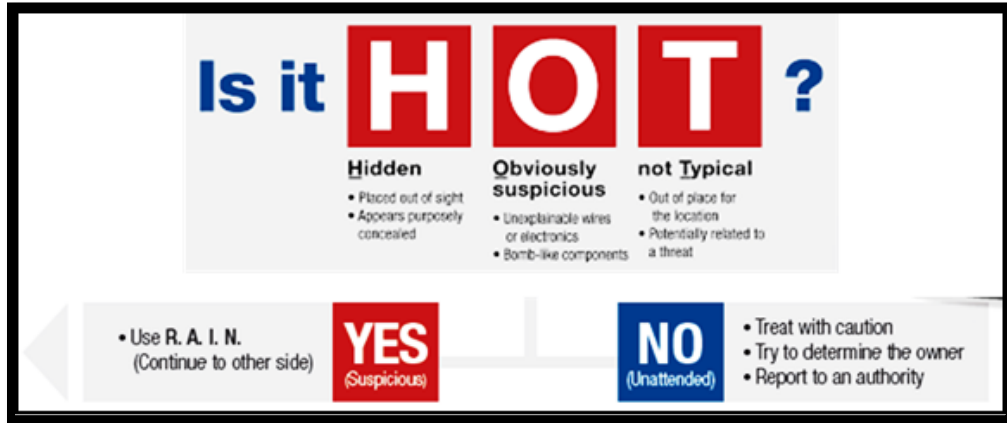 Is it HOT?
Hidden
• Placed out of sight
• Appears purposely
concealed
Obviously
suspicious
• Unexplainable wires
or electronics
• Bomb-like components
not Typical
• Out of place for
the location
• Potentially related to
a threat
• Use R. A. I. N.
(Continue to other side)
YES
(Suspicious)
NO
(Unattended)
• Treat with caution
• Try to determine the owner
• Report to an authority